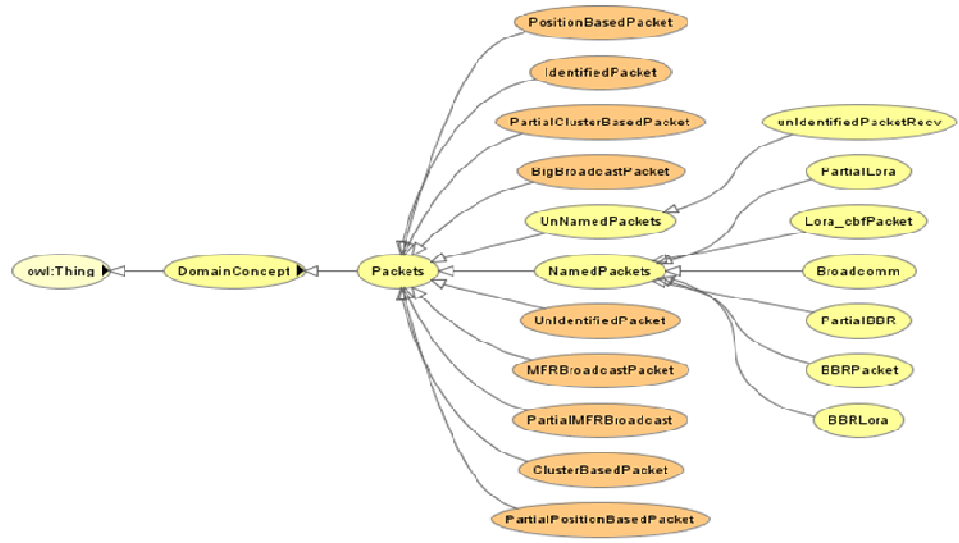 PositionBasedPacket
IdentifiedPacket
PartialClusterBasedPacket
unIdentifiedPacketRecv
BigBroadcastPacket
PartialLora
UnNamedPackets
Lora_cbfPacket
owl:Thing
DomainConcept
Packets
NamedPackets
Broadcomm
UnIdentifiedPacket
PartialBBR
MFRBroadcastPacket
BBRPacket
PartialMFRBroadcast
BBRLora
ClusterBasedPacket
PartialPositionBasedPacket